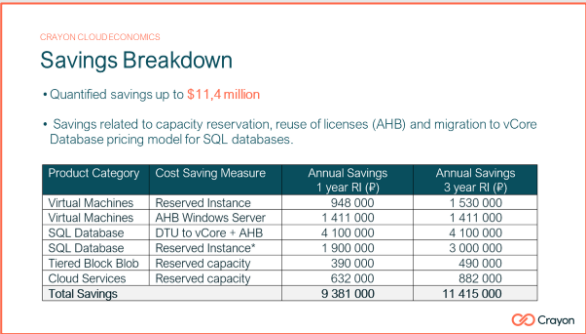 CRAYON CLOUDECONOMICS
Savings Breakdown
• Quantified savings up to $11,4 million
• Savings related to capacity reservation, reuse of licenses (AHB) and migration to vCore
Database pricing model for SQL databases.
Product Category Cost Saving Measure Annual Savings 1 year RI (₽) Annual Savings 3 year RI (₽)
Virtual Machines Reserved Instance 948 000 1 530 000
Virtual Machines AHB Windows Server 1 411 000 1 411 000
SQL Database DTU to vCore + AHB 4 100 000 4 100 000
SQL Database Reserved Instance* 1 900 000 3 000 000
Tiered Block Blob Reserved capacity 390 000 490 000
Cloud Services Reserved capacity 632 000 882 000
Total Savings 9 381 000 11 415 000
Crayon